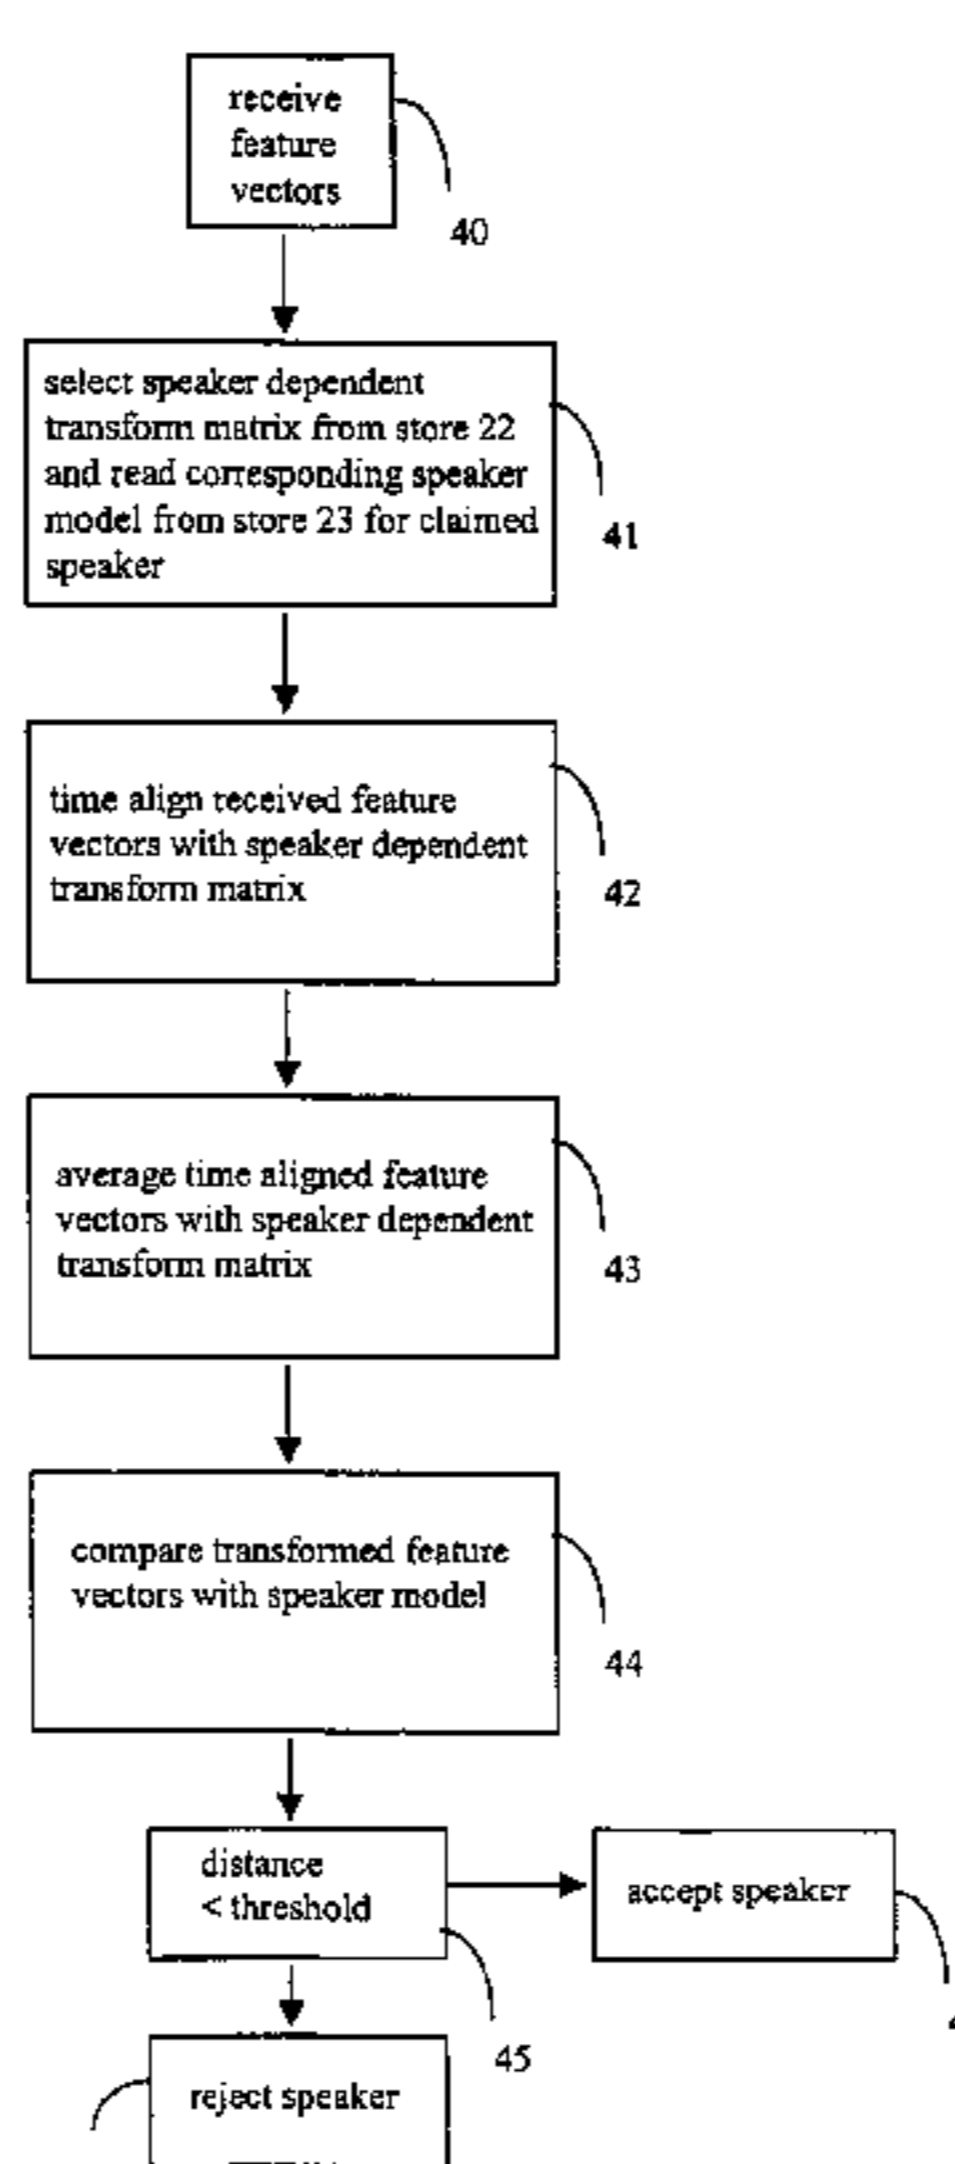 receive
feature
vectors
40
select speaker dependent
transform matrix from store 22
and read corresponding speaker
model from store 23 for claimed
speaker
41
time align received feature
vectors with speaker dependent
transform matrix
42
average time aligned feature
vectors with speaker dependent
transform matrix
43
compare transformed feature
vectors with speaker model
44
distance
< threshold
accept speaker
45
reject speaker